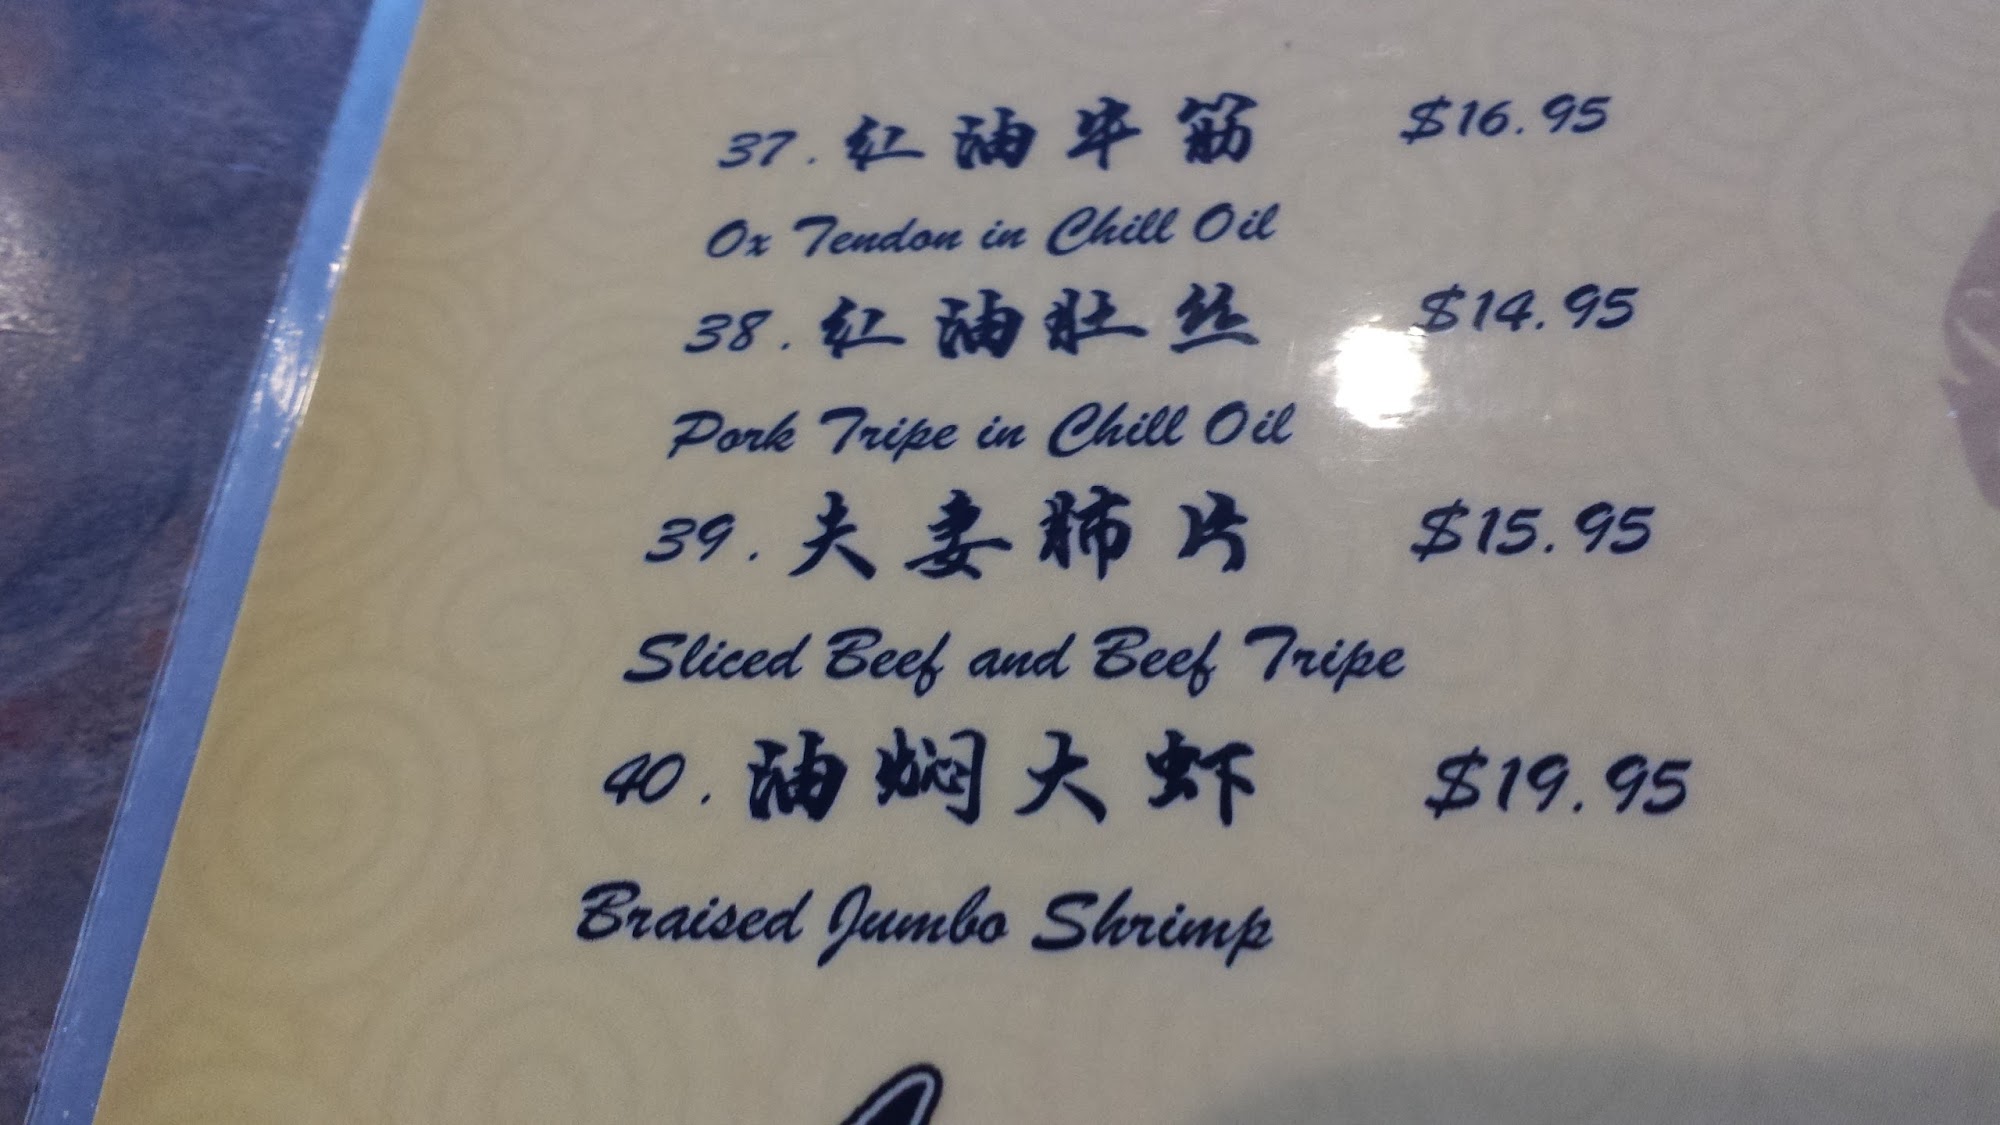 37. 红油牛筋 $16.95
Ox Tendon in Chill Oil
38. 红油肚丝 $14.95
Pork Tripe in Chill Oil
39. 夫妻肺片 $15.95
Sliced Beef and Beef Tripe
40. 油焖大虾 $19.95
Braised Jumbo Shrimp